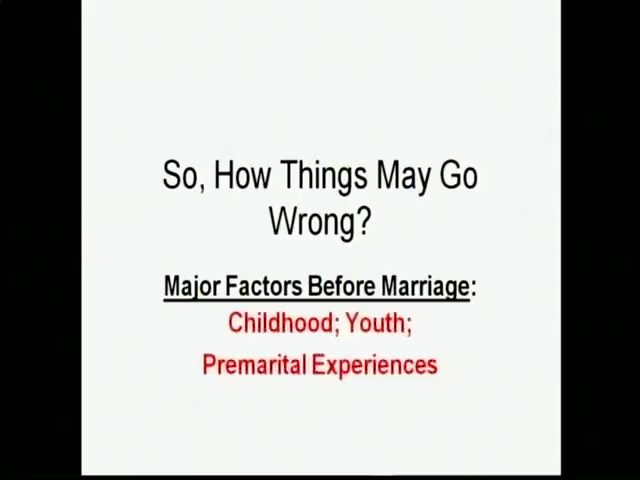 So, How Things May Go
Wrong?
Major Factors Before Marriage:
Childhood; Youth;
Premarital Experiences